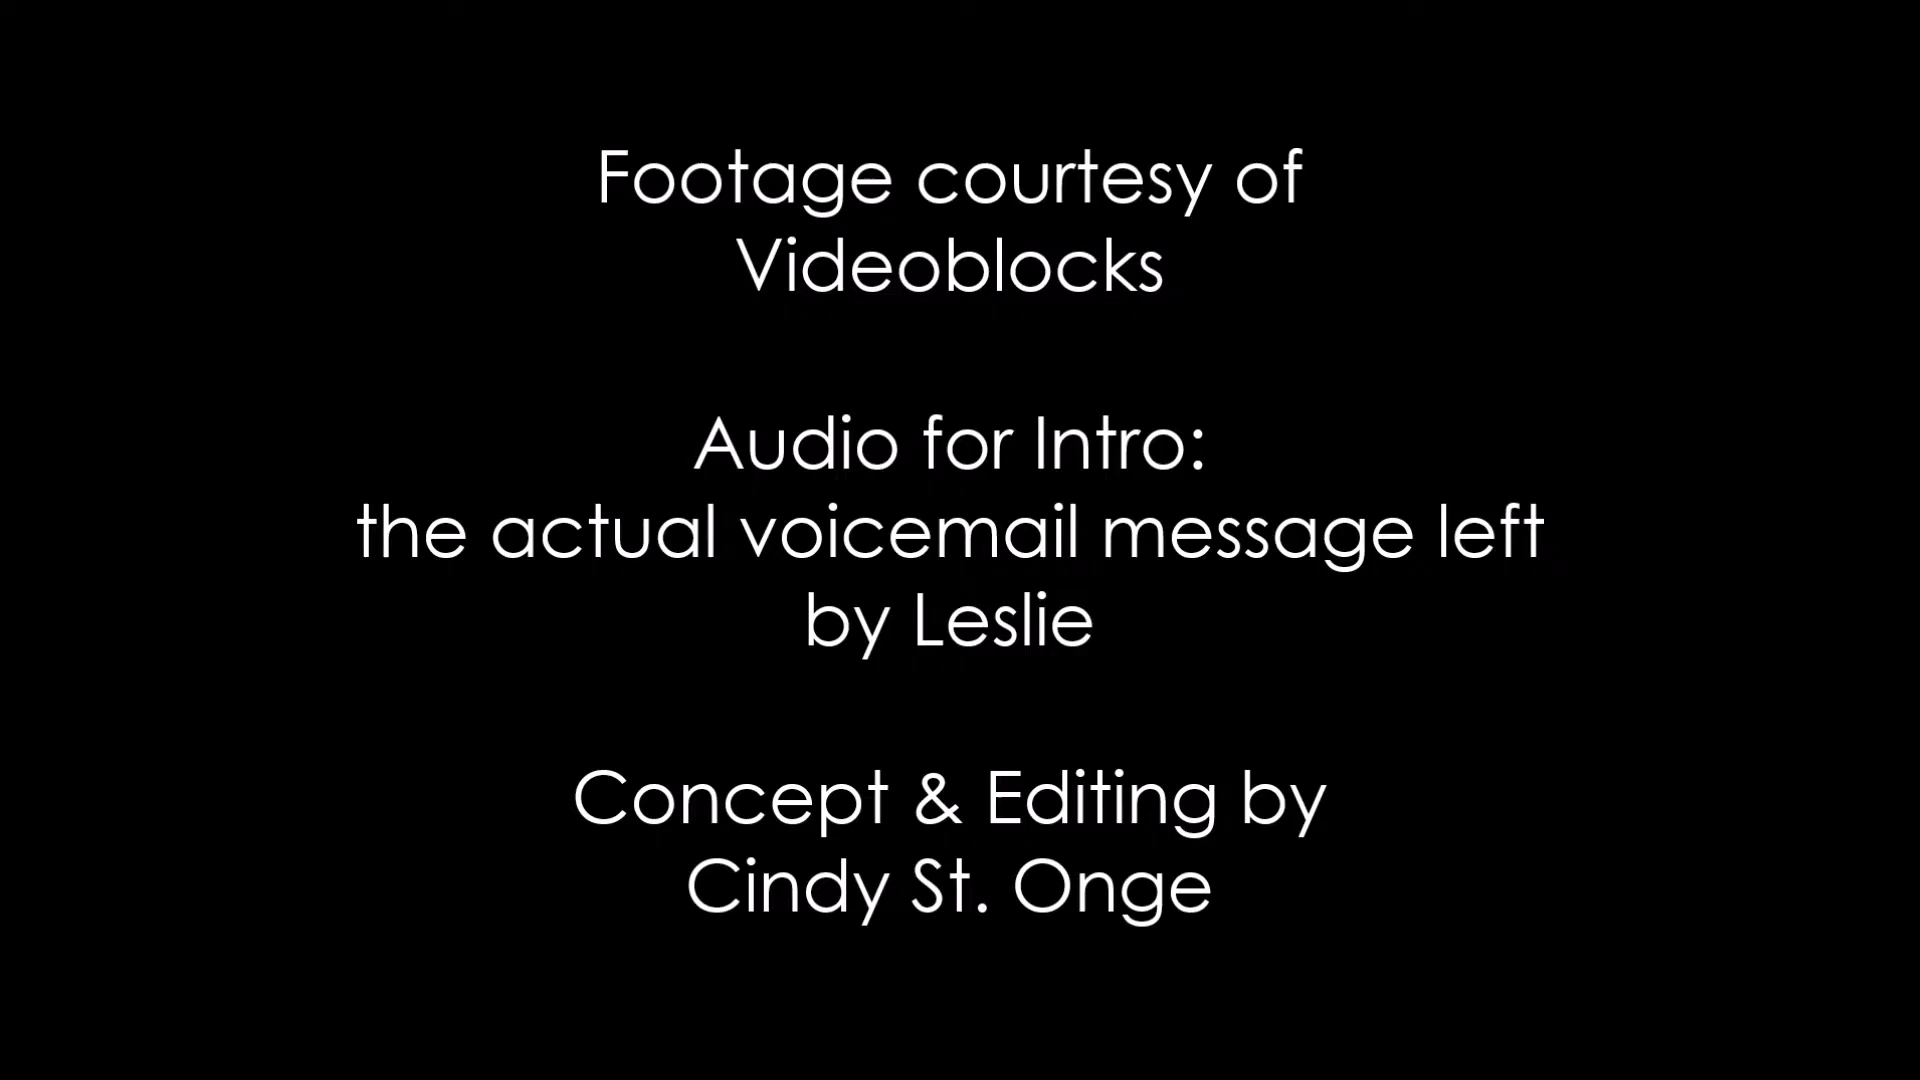 Footage courtesy of
Videoblocks
Audio for Intro:
the actual voicemail message left
by Leslie
Concept & Editing by
Cindy St. Onge